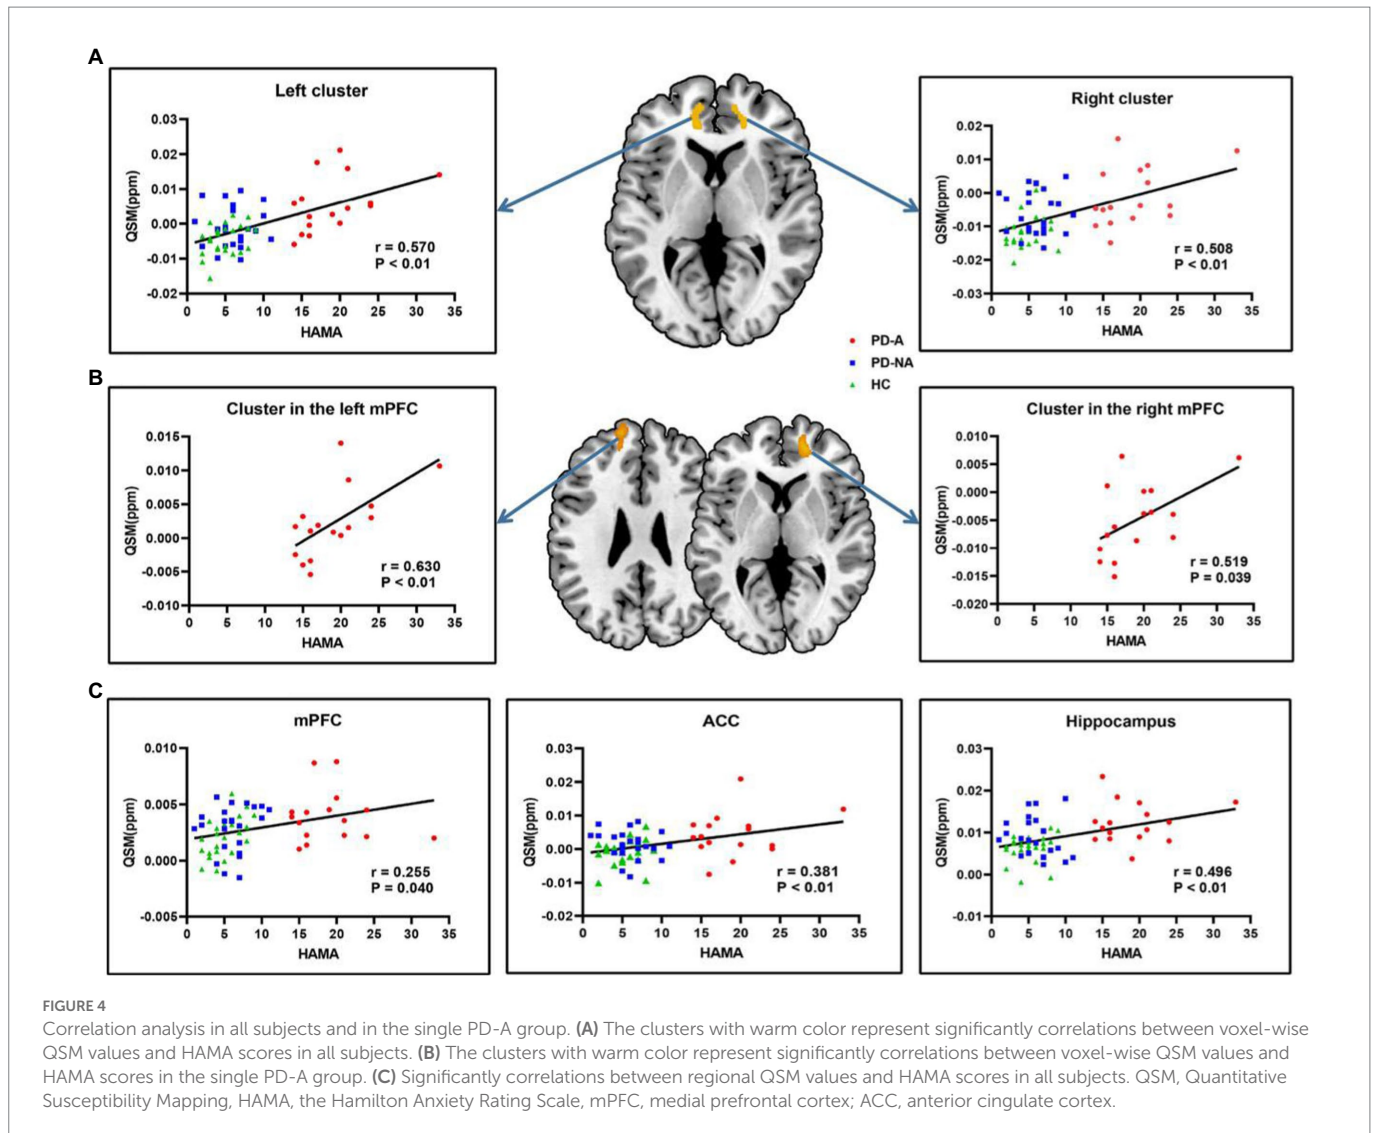 A
Left cluster
0.03
0.02
0.01
0.00
-0.01
-0.02
QSM(ppm)
r = 0.570
P < 0.01
0 5 10 15 20 25 30 35
HAMA
Right cluster
0.02
0.01
0.00
-0.01
-0.02
-0.03
QSM(ppm)
r = 0.508
P < 0.01
0 5 10 15 20 25 30 35
HAMA
PD-A
PD-NA
HC
B
Cluster in the left mPFC
0.015
0.010
0.005
0.000
-0.005
-0.010
QSM(ppm)
r = 0.630
P < 0.01
0 5 10 15 20 25 30 35
HAMA
Cluster in the right mPFC
0.010
0.005
0.000
-0.005
-0.010
-0.015
-0.020
QSM(ppm)
r = 0.519
P = 0.039
0 5 10 15 20 25 30 35
HAMA
C
mPFC
0.010
0.005
0.000
-0.005
QSM(ppm)
r = 0.255
P = 0.040
0 5 10 15 20 25 30 35
HAMA
ACC
0.03
0.02
0.01
0.00
-0.01
-0.02
QSM(ppm)
r = 0.381
P < 0.01
0 5 10 15 20 25 30 35
HAMA
Hippocampus
0.03
0.02
0.01
0.00
-0.01
QSM(ppm)
r = 0.496
P < 0.01
0 5 10 15 20 25 30 35
HAMA
FIGURE 4
Correlation analysis in all subjects and in the single PD-A group. (A) The clusters with warm color represent significantly correlations between voxel-wise
QSM values and HAMA scores in all subjects. (B) The clusters with warm color represent significantly correlations between voxel-wise QSM values and
HAMA scores in the single PD-A group. (C) Significantly correlations between regional QSM values and HAMA scores in all subjects. QSM, Quantitative
Susceptibility Mapping, HAMA, the Hamilton Anxiety Rating Scale, mPFC, medial prefrontal cortex; ACC, anterior cingulate cortex.